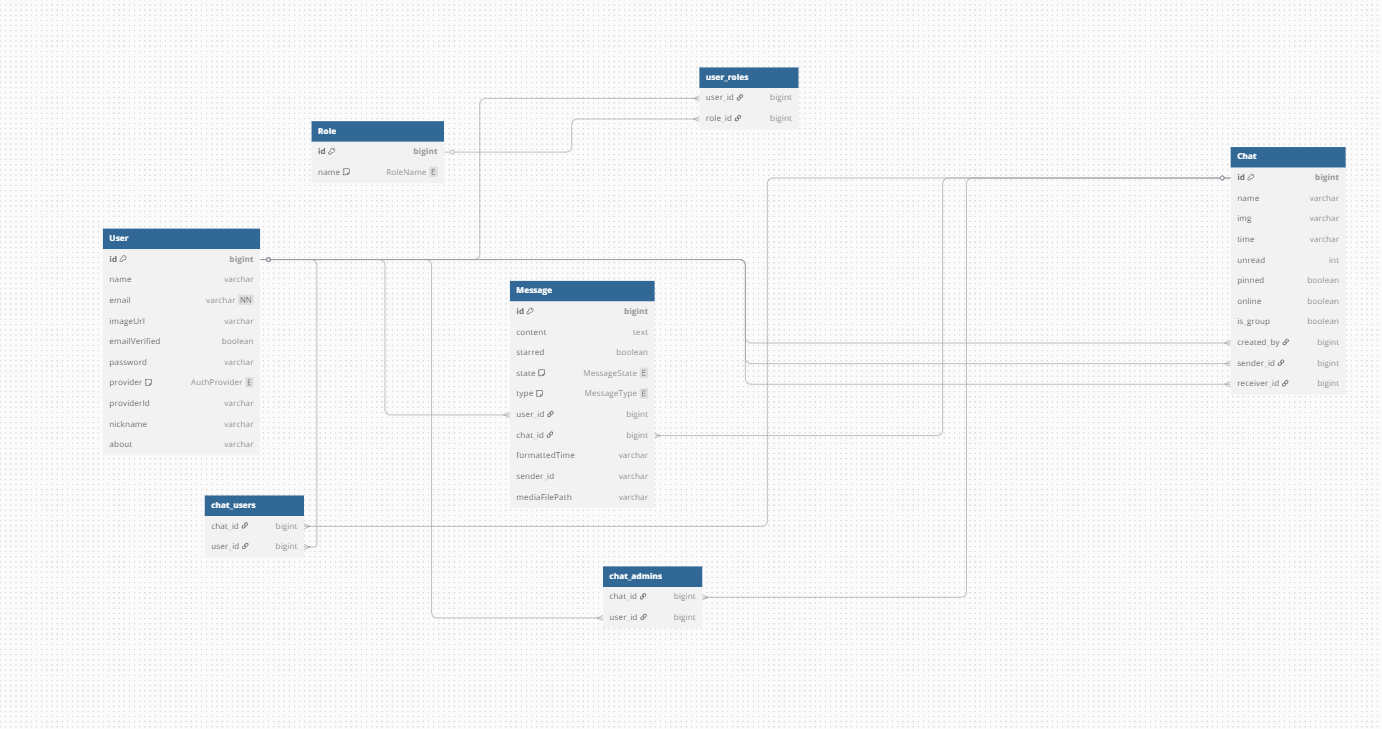 user_roles
user_id bigint
role_id bigint
Role
id bigint
name RoleName E
Chat
id bigint
name varchar
img varchar
time varchar
unread int
pinned boolean
online boolean
is_group boolean
created_by bigint
sender_id bigint
receiver_id bigint
User
id bigint
name varchar
email varchar NN
imageUrl varchar
emailVerified boolean
password varchar
provider AuthProvider E
providerId varchar
nickname varchar
about varchar
Message
id bigint
content text
starred boolean
state MessageState E
type MessageType E
user_id bigint
chat_id bigint
formattedTime varchar
sender_id varchar
mediaFilePath varchar
chat_users
chat_id bigint
user_id bigint
chat_admins
chat_id bigint
user_id bigint